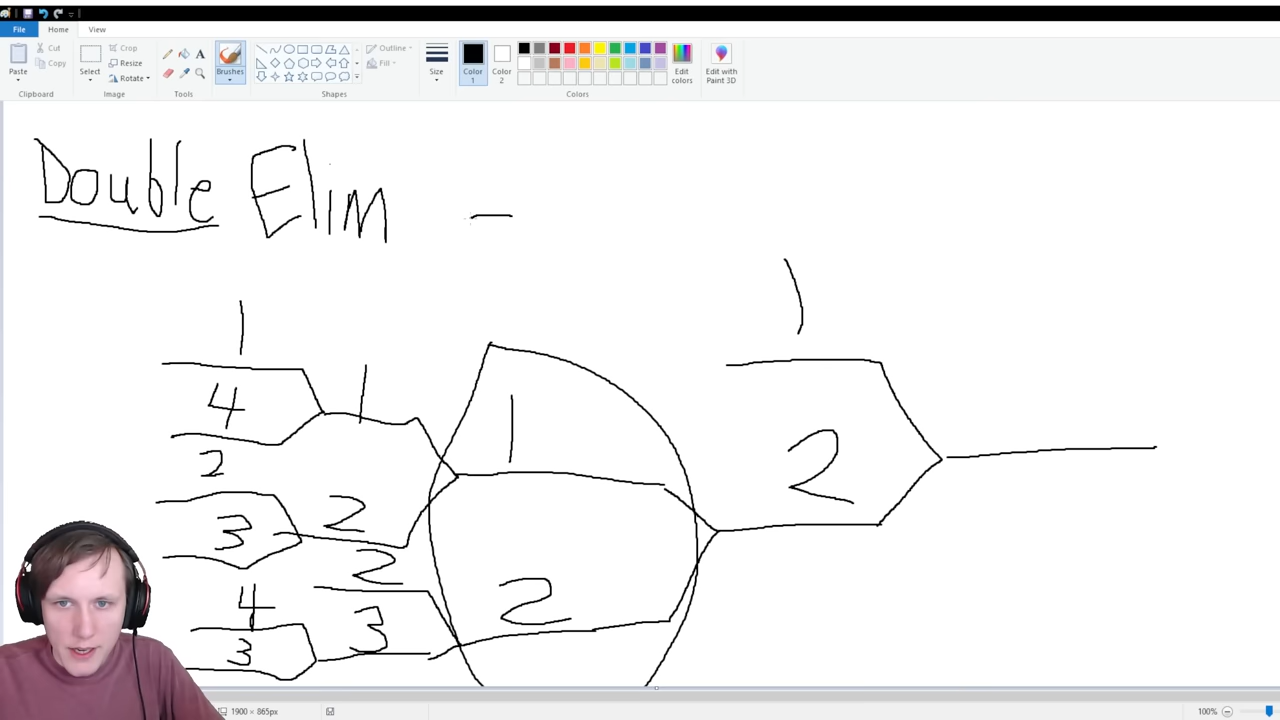 File Home View
Paste
Cut
Copy
Clipboard
Select
Crop
Resize
Rotate
Image
Tools
Brushes
Shapes
Outline
Fill
Size
Color 1
Color 2
Edit colors
Colors
Edit with Paint 3D
Double Elim -
1
1
4
1
1
2
2
3
2
2
4
3
3
2
1900 × 865px
100%